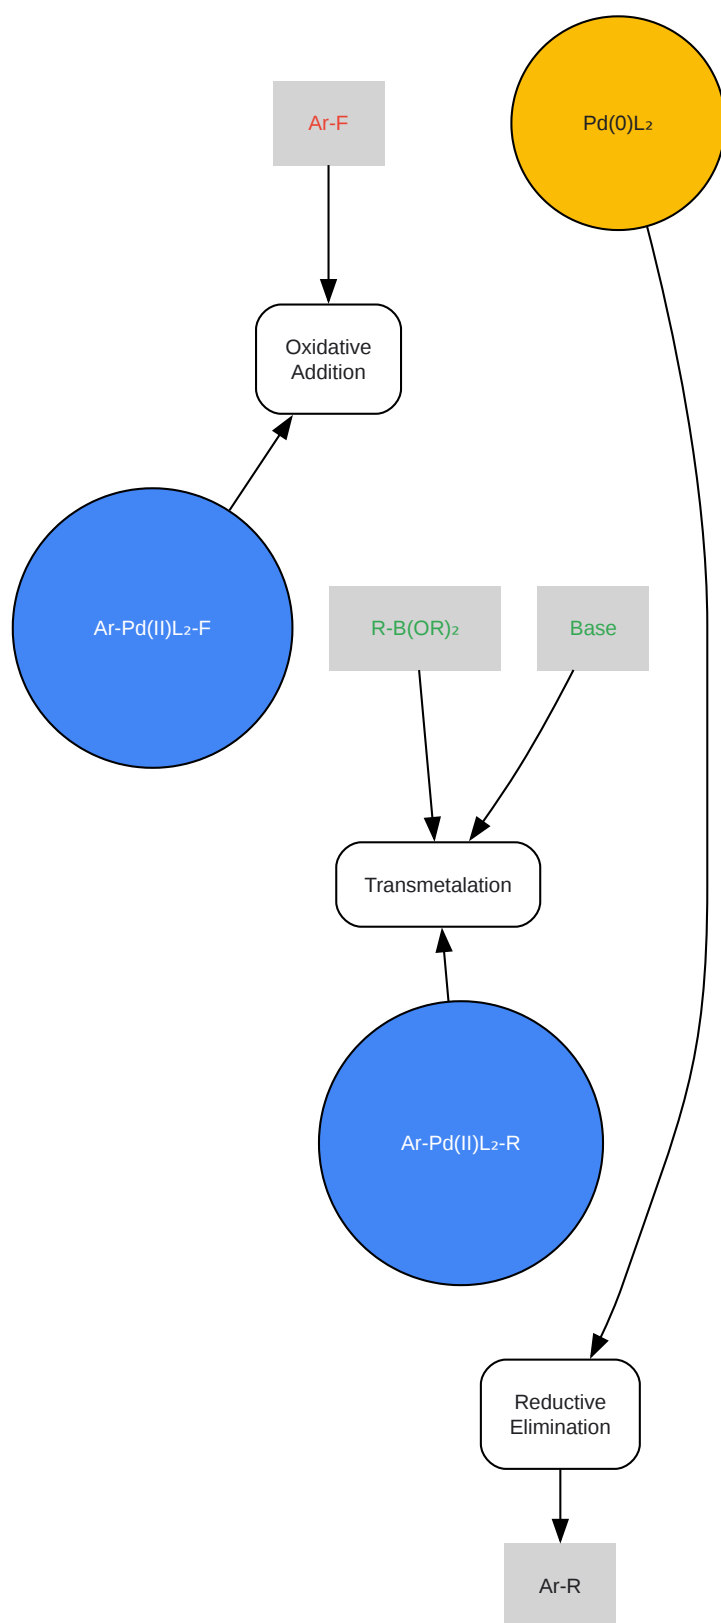 Ar-F
Pd(0)L₂
Oxidative
Addition
Ar-Pd(II)L₂-F
R-B(OR)₂
Base
Transmetalation
Ar-Pd(II)L₂-R
Reductive
Elimination
Ar-R